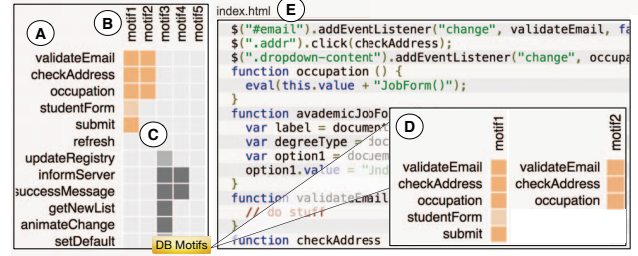 A
B
motif1
motif2
motif3
motif4
motif5
validateEmail
checkAddress
occupation
studentForm
submit
refresh
updateRegistry
informServer
successMessage
getNewList
animateChange
setDefault
C
DB Motifs
index.html
E
$("#email").addEventListener("change", validateEmail, fa
$(".addr").click(checkAddress);
$(".dropdown-content").addEventListener("change", occupa
function occupation () {
eval(this.value + "JobForm()");
}
function avademicJooFo
var label = document
var degreeType = doc
var option1 = docuem
option1.value = "Jnd
}
function validateEmail
// do stuff
}
function checkAddress
D
motif1
validateEmail
checkAddress
occupation
studentForm
submit
motif2
validateEmail
checkAddress
occupation